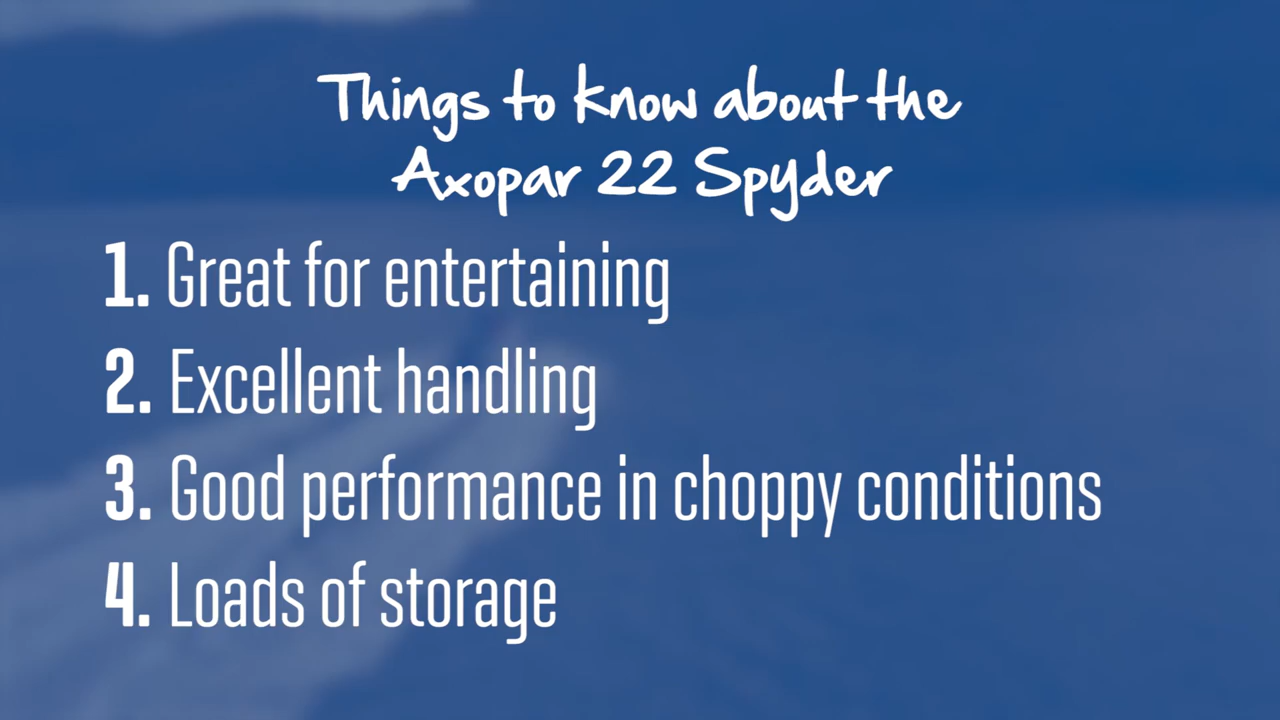 Things to know about the
Axopar 22 Spyder
1. Great for entertaining
2. Excellent handling
3. Good performance in choppy conditions
4. Loads of storage